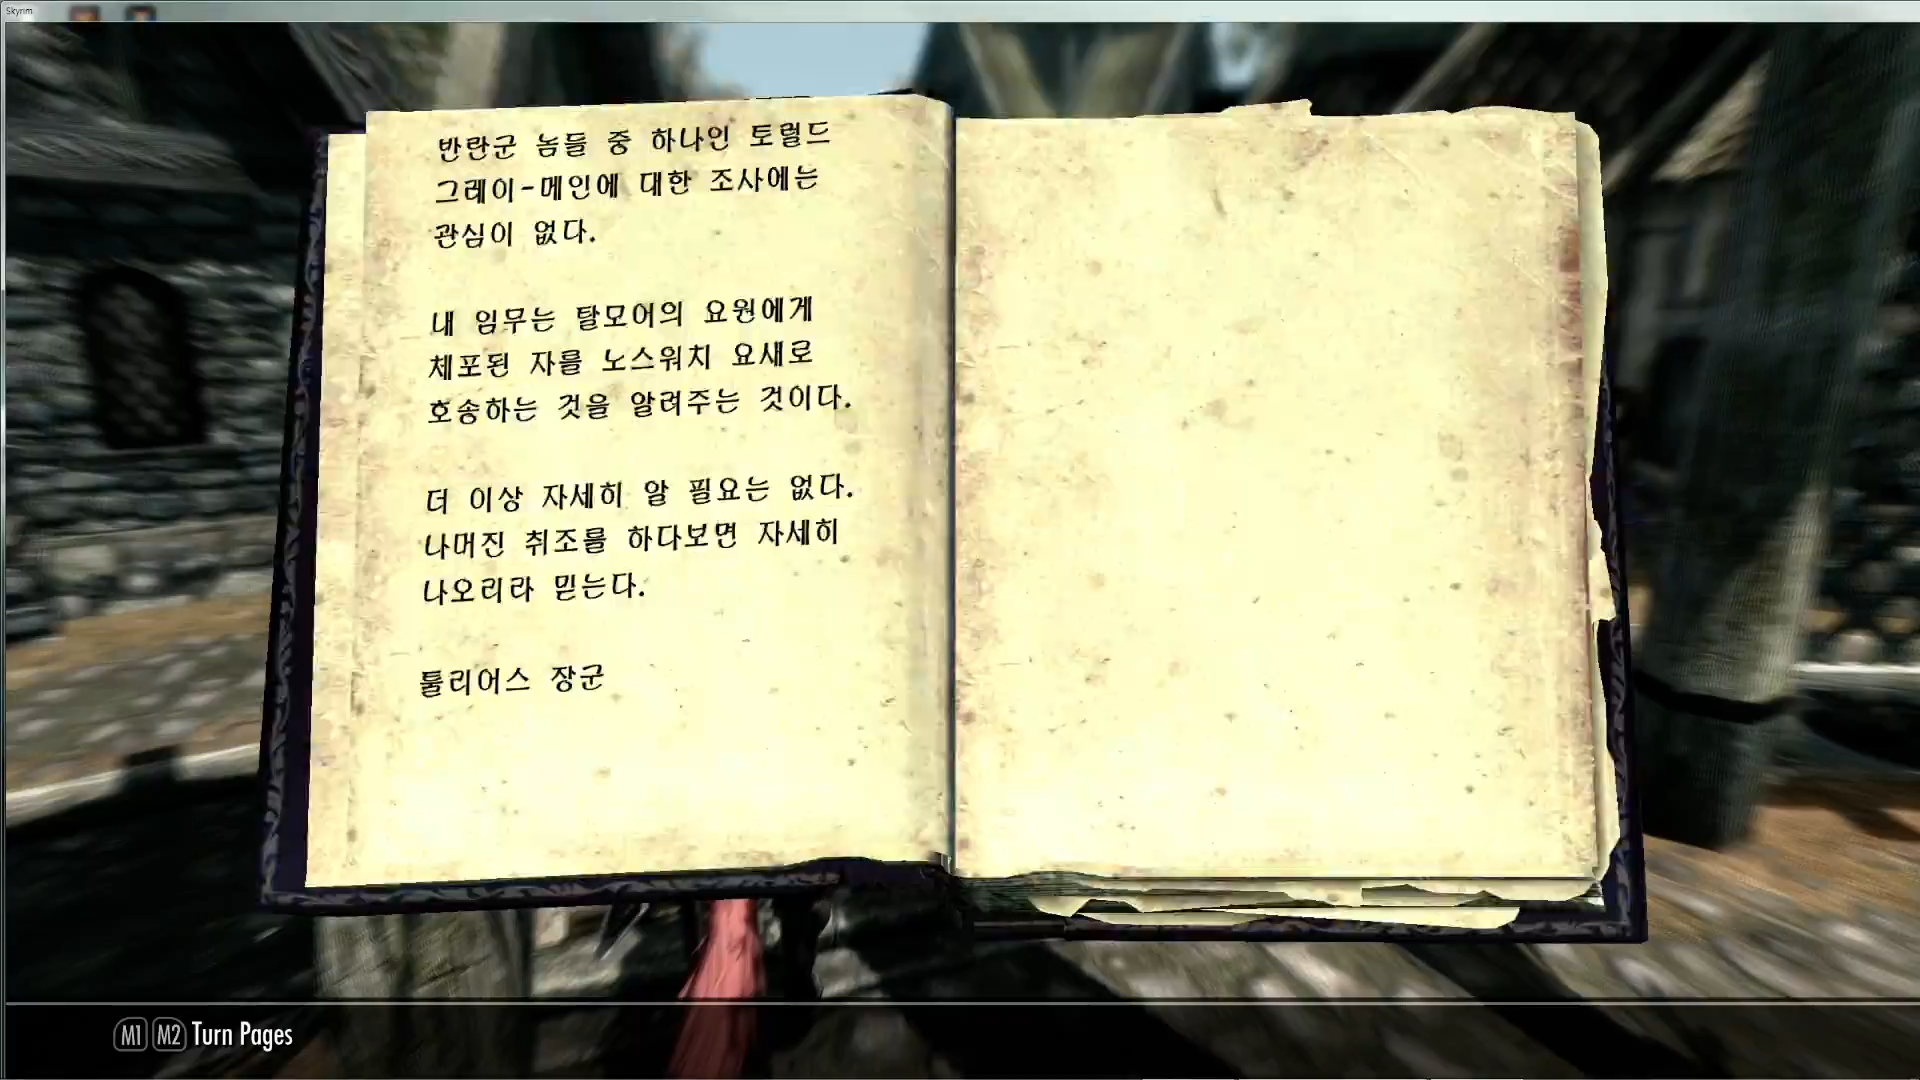 Skyrim
반란군 놈들 중 하나인 토럴드
그레이-메인에 대한 조사에는
관심이 없다.
내 임무는 탈모어의 요원에게
체포된 자를 노스워치 요새로
호송하는 것을 알려주는 것이다.
더 이상 자세히 알 필요는 없다.
나머진 취조를 하다보면 자세히
나오리라 믿는다.
툴리어스 장군
M1 M2 Turn Pages